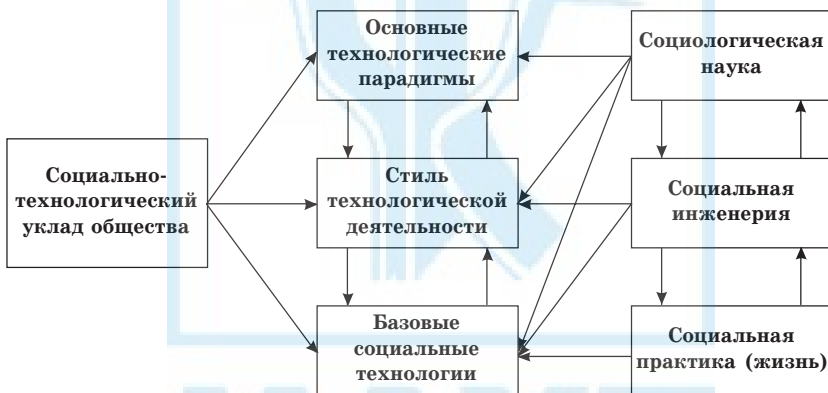 Основные
технологические
парадигмы
Социологическая
наука
Социально-
технологический
уклад общества
Стиль
технологической
деятельности
Социальная
инженерия
Базовые
социальные
технологии
Социальная
практика (жизнь)